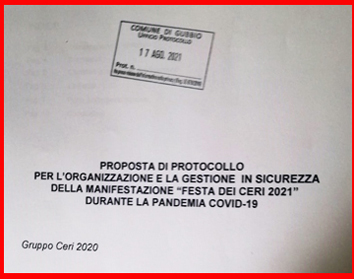 COMUNE DI GUBBIO
UFFICIO PROTOCOLLO
17 AGO. 2021
Prot. n.
PROPOSTA DI PROTOCOLLO
PER L'ORGANIZZAZIONE E LA GESTIONE IN SICUREZZA
DELLA MANIFESTAZIONE "FESTA DEI CERI 2021"
DURANTE LA PANDEMIA COVID-19
Gruppo Ceri 2020